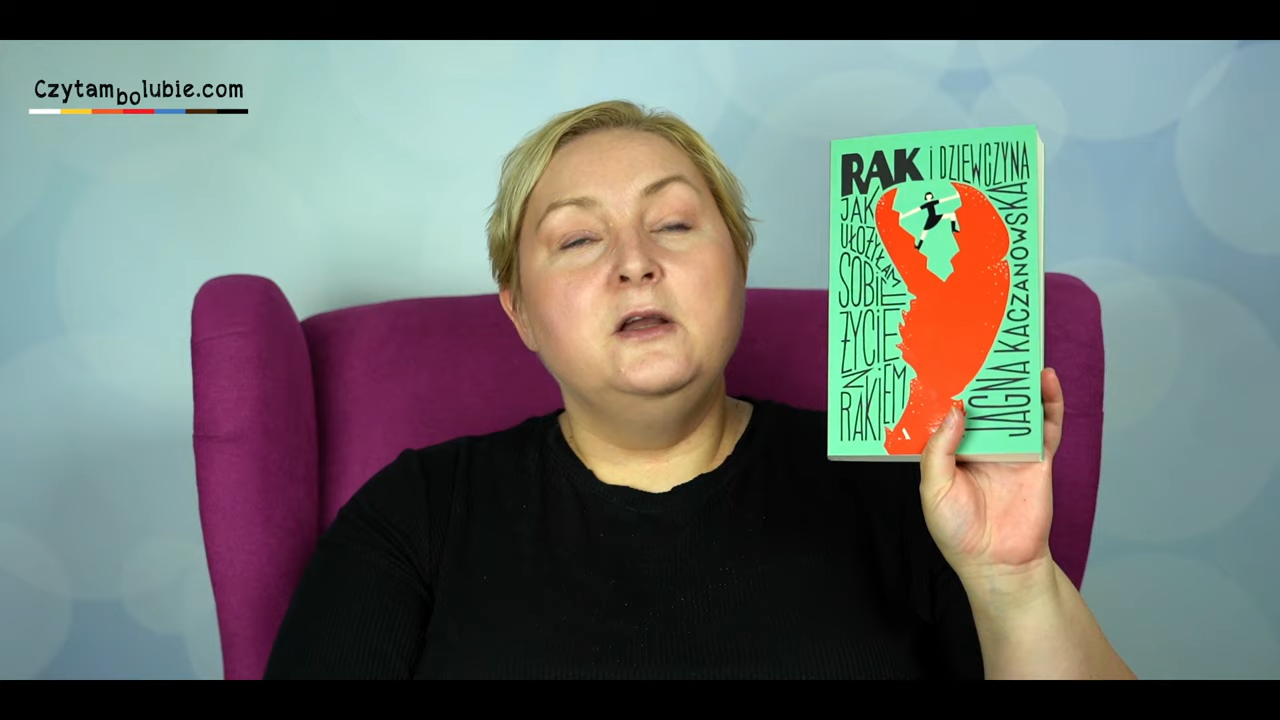 Czytambolubie.com
RAK i DZIEWCZYNA
JAK
UŁOŻYŁAM
SOBIE
ŻYCIE
Z
RAKIEM
JAGNA KACZANOWSKA